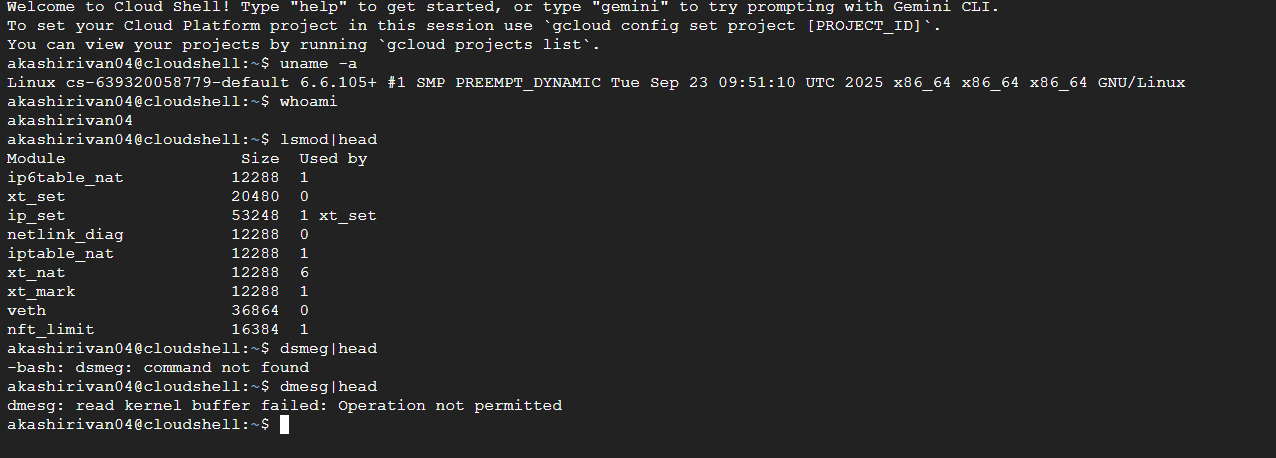 Welcome to Cloud Shell! Type "help" to get started, or type "gemini" to try prompting with Gemini CLI.
To set your Cloud Platform project in this session use `gcloud config set project [PROJECT_ID]`.
You can view your projects by running `gcloud projects list`.
akashirivan04@cloudshell:~$ uname -a
Linux cs-639320058779-default 6.6.105+ #1 SMP PREEMPT_DYNAMIC Tue Sep 23 09:51:10 UTC 2025 x86_64 x86_64 x86_64 GNU/Linux
akashirivan04@cloudshell:~$ whoami
akashirivan04
akashirivan04@cloudshell:~$ lsmod|head
Module                  Size  Used by
ip6table_nat           12288  1
xt_set                 20480  0
ip_set                 53248  1 xt_set
netlink_diag           12288  0
iptable_nat            12288  1
xt_nat                 12288  6
xt_mark                12288  1
veth                   36864  0
nft_limit              16384  1
akashirivan04@cloudshell:~$ dsmeg|head
-bash: dsmeg: command not found
akashirivan04@cloudshell:~$ dmesg|head
dmesg: read kernel buffer failed: Operation not permitted
akashirivan04@cloudshell:~$